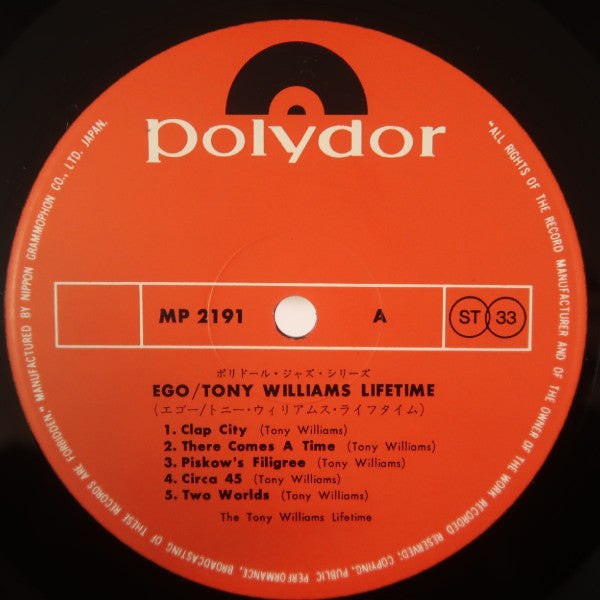 polydor
MP 2191 A ST 33
ポリドール・ジャズ・シリーズ
EGO/TONY WILLIAMS LIFETIME
(エゴー/トニー・ウィリアムス・ライフタイム)
1. Clap City (Tony Williams)
2. There Comes A Time (Tony Williams)
3. Piskow's Filigree (Tony Williams)
4. Circa 45 (Tony Williams)
5. Two Worlds (Tony Williams)
The Tony Williams Lifetime
"ALL RIGHTS OF THE RECORD MANUFACTURER AND OF THE OWNER OF THE WORK RECORDED RESERVED; COPYING, PUBLIC PERFORMANCE, BROADCASTING OF THESE RECORDS ARE FORBIDDEN." MANUFACTURED BY NIPPON GRAMMOPHON CO., LTD. JAPAN.